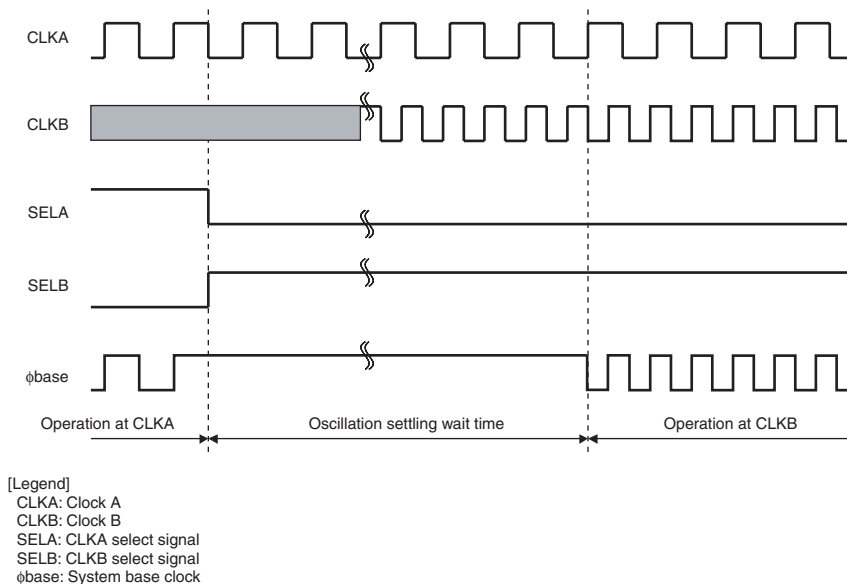 CLKA
CLKB
SELA
SELB
ϕbase
Operation at CLKA Oscillation settling wait time Operation at CLKB
[Legend]
CLKA: Clock A
CLKB: Clock B
SELA: CLKA select signal
SELB: CLKB select signal
ϕbase: System base clock